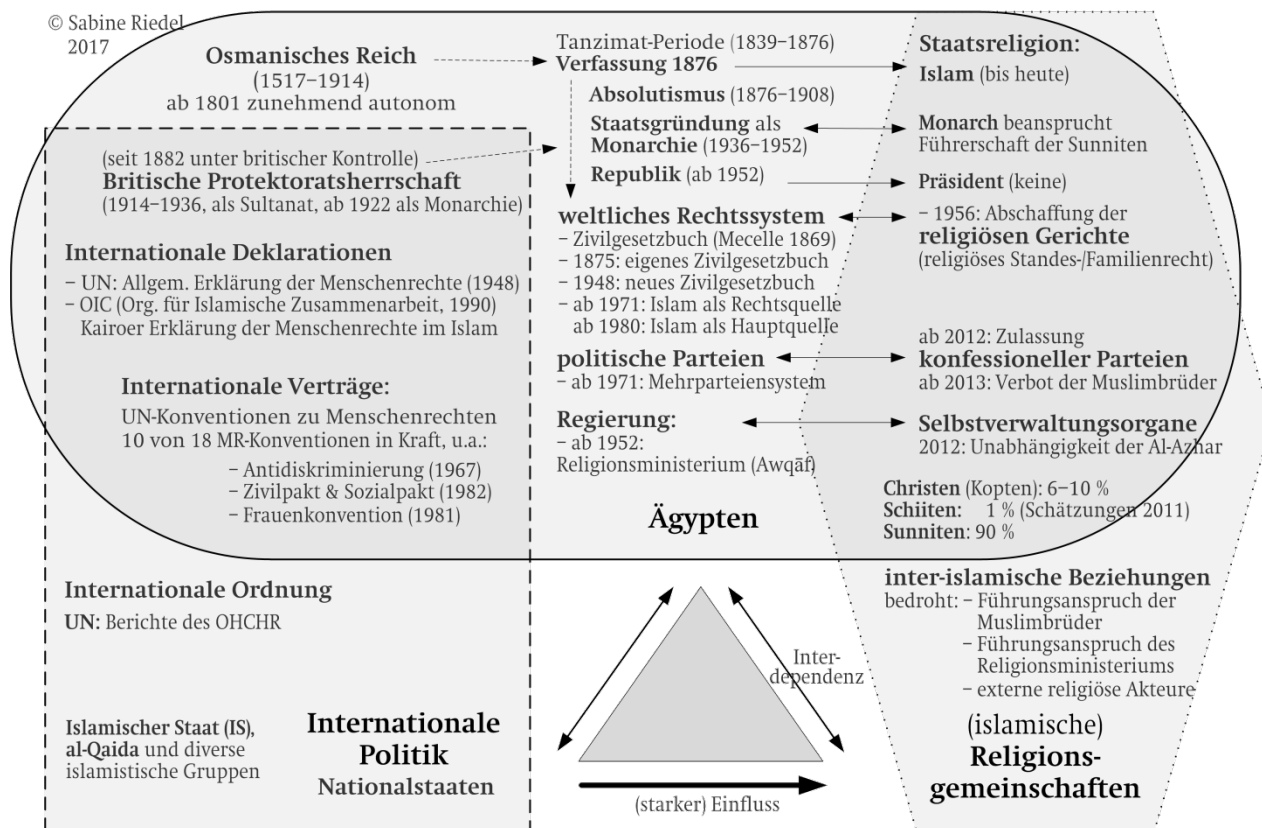 © Sabine Riedel
2017
Osmanisches Reich
(1517–1914)
ab 1801 zunehmend autonom
(seit 1882 unter britischer Kontrolle)
Britische Protektoratsherrschaft
(1914–1936, als Sultanat, ab 1922 als Monarchie)
Internationale Deklarationen
– UN: Allgem. Erklärung der Menschenrechte (1948)
– OIC (Org. für Islamische Zusammenarbeit, 1990)
Kairoer Erklärung der Menschenrechte im Islam
Internationale Verträge:
UN-Konventionen zu Menschenrechten
10 von 18 MR-Konventionen in Kraft, u.a.:
– Antidiskriminierung (1967)
– Zivilpakt & Sozialpakt (1982)
– Frauenkonvention (1981)
Internationale Ordnung
UN: Berichte des OHCHR
Islamischer Staat (IS),
al-Qaida und diverse
islamistische Gruppen
Internationale
Politik
Nationalstaaten
Tanzimat-Periode (1839–1876)
Verfassung 1876
Absolutismus (1876–1908)
Staatsgründung als
Monarchie (1936–1952)
Republik (ab 1952)
weltliches Rechtssystem
– Zivilgesetzbuch (Mecelle 1869)
– 1875: eigenes Zivilgesetzbuch
– 1948: neues Zivilgesetzbuch
– ab 1971: Islam als Rechtsquelle
ab 1980: Islam als Hauptquelle
politische Parteien
– ab 1971: Mehrparteiensystem
Regierung:
– ab 1952:
Religionsministerium (Awqāf)
Ägypten
Inter-
dependenz
(starker) Einfluss
Staatsreligion:
Islam (bis heute)
Monarch beansprucht
Führerschaft der Sunniten
Präsident (keine)
– 1956: Abschaffung der
religiösen Gerichte
(religiöses Standes-/Familienrecht)
ab 2012: Zulassung
konfessioneller Parteien
ab 2013: Verbot der Muslimbrüder
Selbstverwaltungsorgane
2012: Unabhängigkeit der Al-Azhar
Christen (Kopten): 6–10 %
Schiiten: 1 % (Schätzungen 2011)
Sunniten: 90 %
inter-islamische Beziehungen
bedroht: – Führungsanspruch der
Muslimbrüder
– Führungsanspruch des
Religionsministeriums
– externe religiöse Akteure
(islamische)
Religions-
gemeinschaften